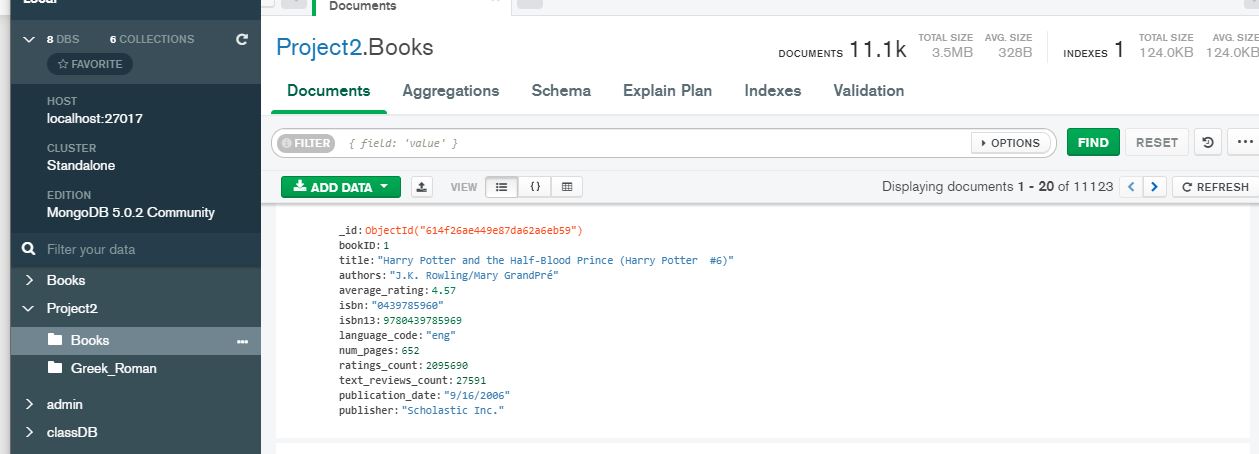 Local
8 DBS 6 COLLECTIONS
FAVORITE
HOST
localhost:27017
CLUSTER
Standalone
EDITION
MongoDB 5.0.2 Community
Filter your data
Books
Project2
Books
Greek_Roman
admin
classDB
Documents
Project2.Books
DOCUMENTS 11.1k TOTAL SIZE 3.5MB AVG. SIZE 328B INDEXES 1 TOTAL SIZE 124.0KB AVG. SIZE 124.0KB
Documents Aggregations Schema Explain Plan Indexes Validation
FILTER { field: 'value' } OPTIONS FIND RESET ...
ADD DATA VIEW {} Displaying documents 1 - 20 of 11123 < > REFRESH
_id: ObjectId("614f26ae449e87da62a6eb59")
bookID: 1
title: "Harry Potter and the Half-Blood Prince (Harry Potter  #6)"
authors: "J.K. Rowling/Mary GrandPré"
average_rating: 4.57
isbn: "0439785960"
isbn13: 9780439785969
language_code: "eng"
num_pages: 652
ratings_count: 2095690
text_reviews_count: 27591
publication_date: "9/16/2006"
publisher: "Scholastic Inc."